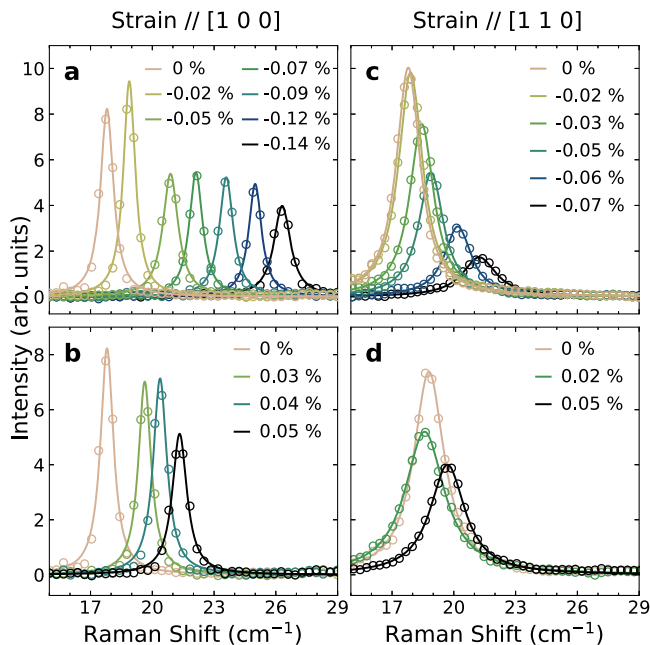 Strain // [1 0 0]
Strain // [1 1 0]
a
0 %
-0.02 %
-0.05 %
-0.07 %
-0.09 %
-0.12 %
-0.14 %
10
8
6
4
2
0
c
0 %
-0.02 %
-0.03 %
-0.05 %
-0.06 %
-0.07 %
Intensity (arb. units)
b
0 %
0.03 %
0.04 %
0.05 %
8
6
4
2
0
17 20 23 26 29
Raman Shift (cm⁻¹)
d
0 %
0.02 %
0.05 %
17 20 23 26 29
Raman Shift (cm⁻¹)